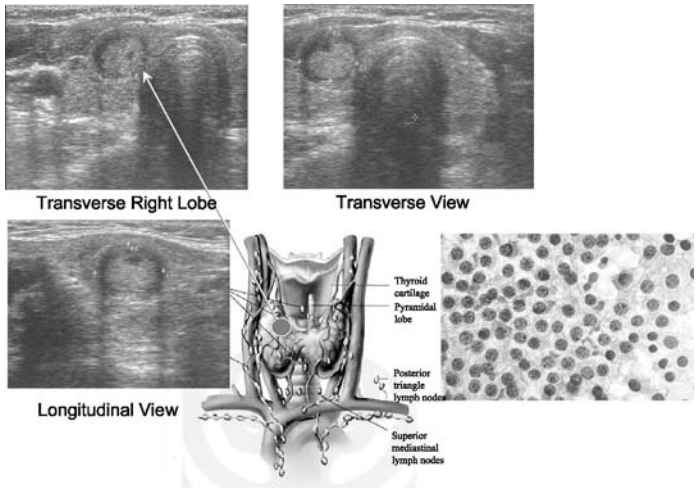 Transverse Right Lobe
Transverse View
Thyroid
cartilage
Pyramidal
lobe
Longitudinal View
Posterior
triangle
lymph nodes
Superior
mediastinal
lymph nodes